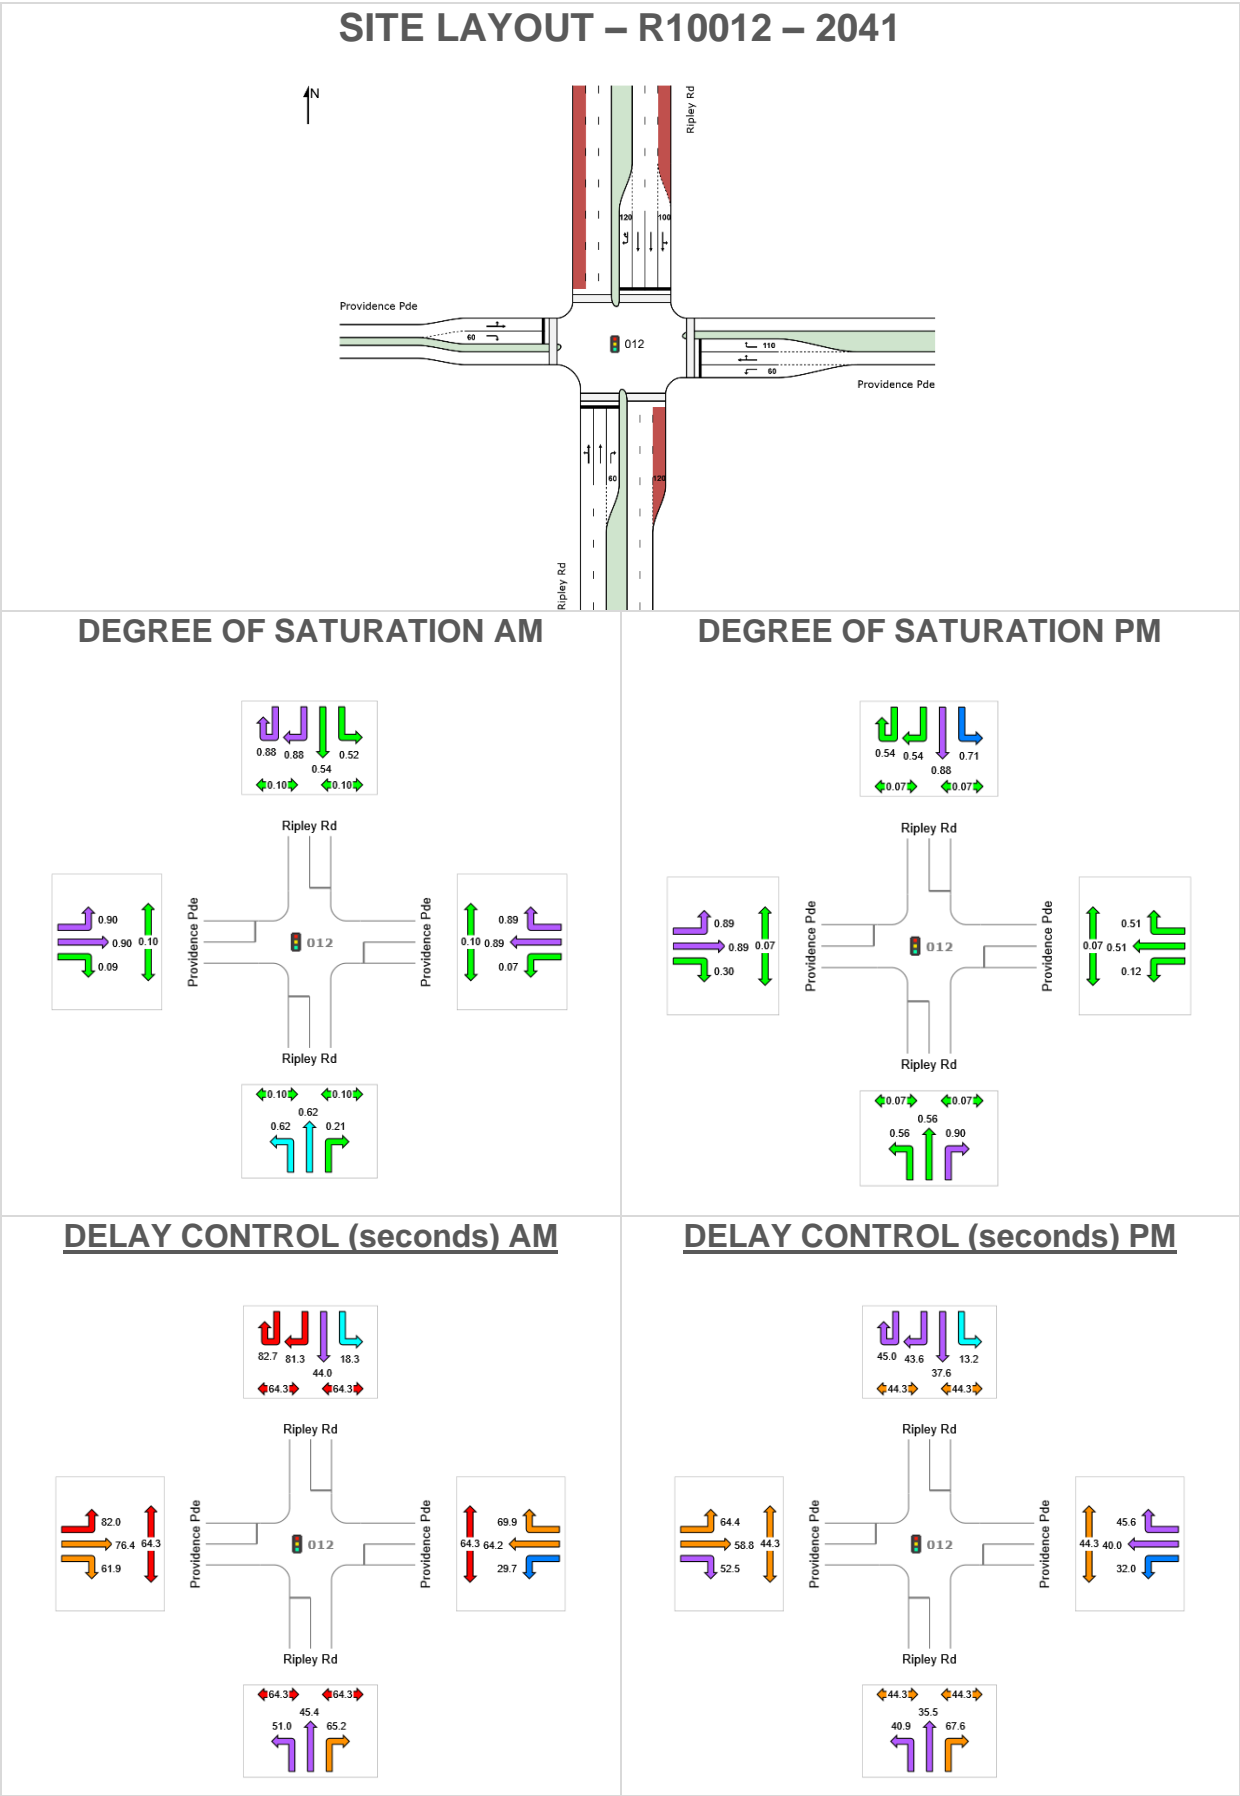 SITE LAYOUT – R10012 – 2041
N
Ripley Rd
120
100
Providence Pde
60
012
110
60
Providence Pde
60
120
Ripley Rd
DEGREE OF SATURATION AM
0.88 0.88 0.52
0.54
0.10 0.10
Ripley Rd
Providence Pde
0.90
0.90 0.10
0.09
012
Providence Pde
0.89
0.10 0.89
0.07
Ripley Rd
0.10 0.10
0.62
0.62 0.21
DEGREE OF SATURATION PM
0.54 0.54 0.71
0.88
0.07 0.07
Ripley Rd
Providence Pde
0.89
0.89 0.07
0.30
012
Providence Pde
0.51
0.07 0.51
0.12
Ripley Rd
0.07 0.07
0.56
0.56 0.90
DELAY CONTROL (seconds) AM
82.7 81.3 18.3
44.0
64.3 64.3
Ripley Rd
Providence Pde
82.0
76.4 64.3
61.9
012
Providence Pde
69.9
64.3 64.2
29.7
Ripley Rd
64.3 64.3
45.4
51.0 65.2
DELAY CONTROL (seconds) PM
45.0 43.6 13.2
37.6
44.3 44.3
Ripley Rd
Providence Pde
64.4
58.8 44.3
52.5
012
Providence Pde
45.6
44.3 40.0
32.0
Ripley Rd
44.3 44.3
35.5
40.9 67.6